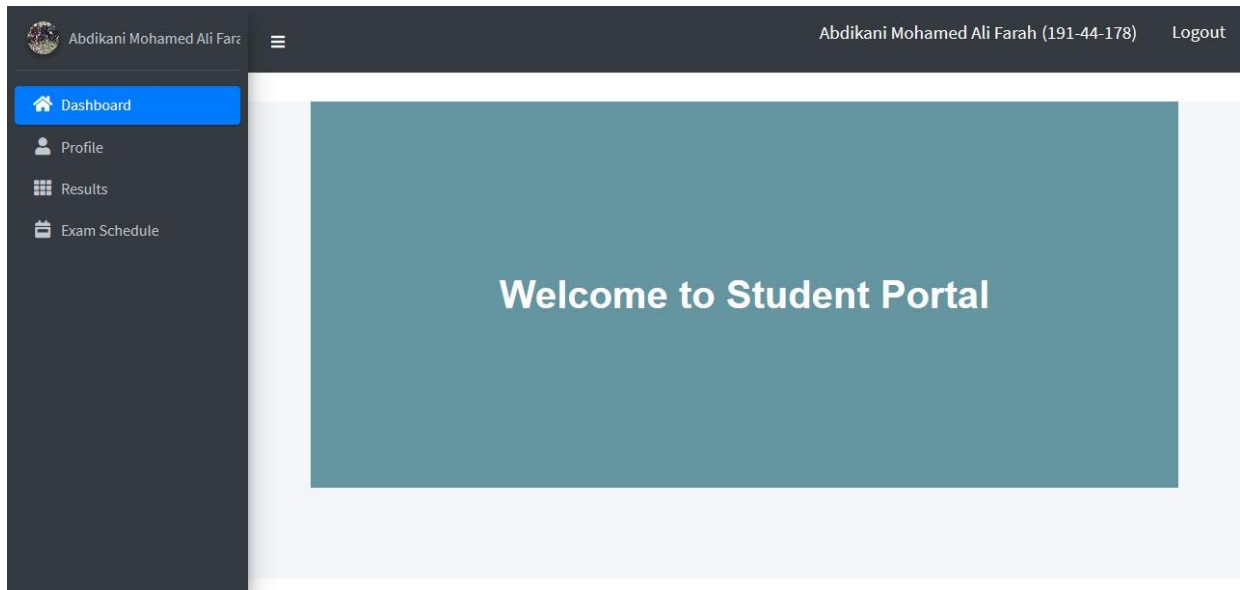 Abdikani Mohamed Ali Fara
Abdikani Mohamed Ali Farah (191-44-178) Logout
Dashboard
Profile
Results
Exam Schedule
Welcome to Student Portal